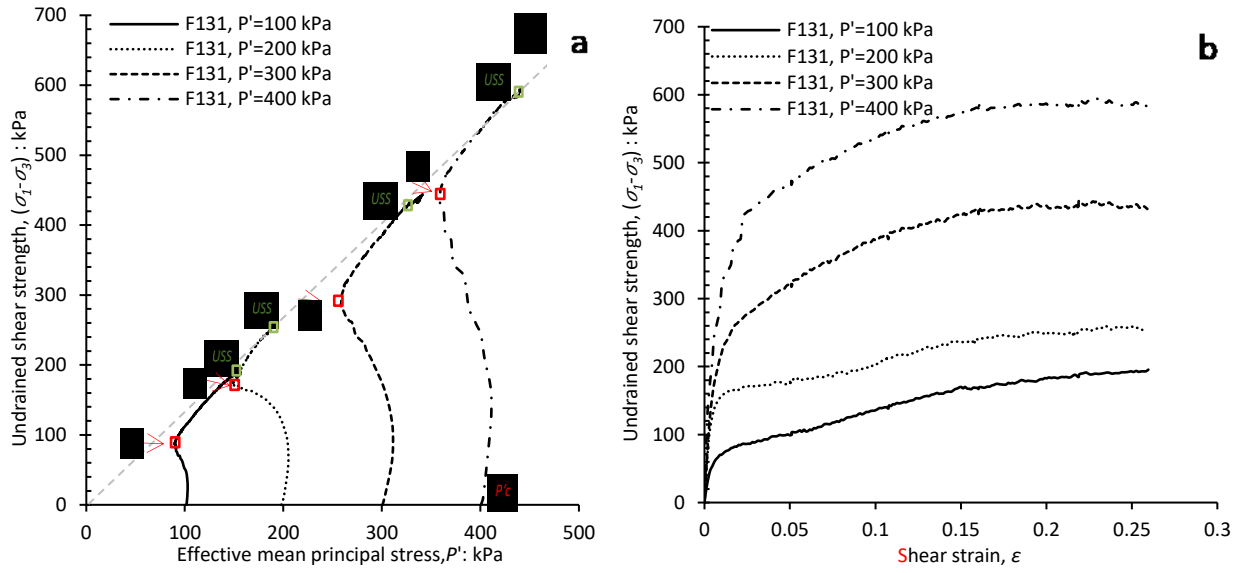 F131, P'=100 kPa
F131, P'=200 kPa
F131, P'=300 kPa
F131, P'=400 kPa
a
700
600
500
400
300
200
100
0
USS
USS
USS
USS
P'c
0 100 200 300 400 500
Undrained shear strength, (σ1-σ3) : kPa
Effective mean principal stress,P': kPa
F131, P'=100 kPa
F131, P'=200 kPa
F131, P'=300 kPa
F131, P'=400 kPa
b
700
600
500
400
300
200
100
0
0 0.05 0.1 0.15 0.2 0.25 0.3
Undrained shear strength, (σ1-σ3) : kPa
Shear strain, ε